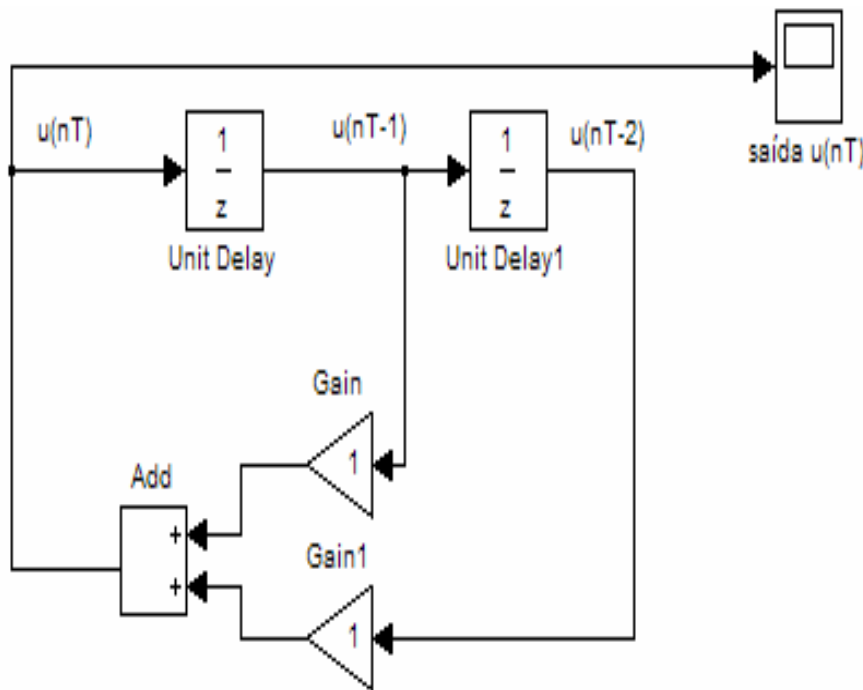 saída u(nT)
u(nT)
1
z
Unit Delay
u(nT-1)
1
z
Unit Delay1
u(nT-2)
Gain
1
Add
+
+
Gain1
1